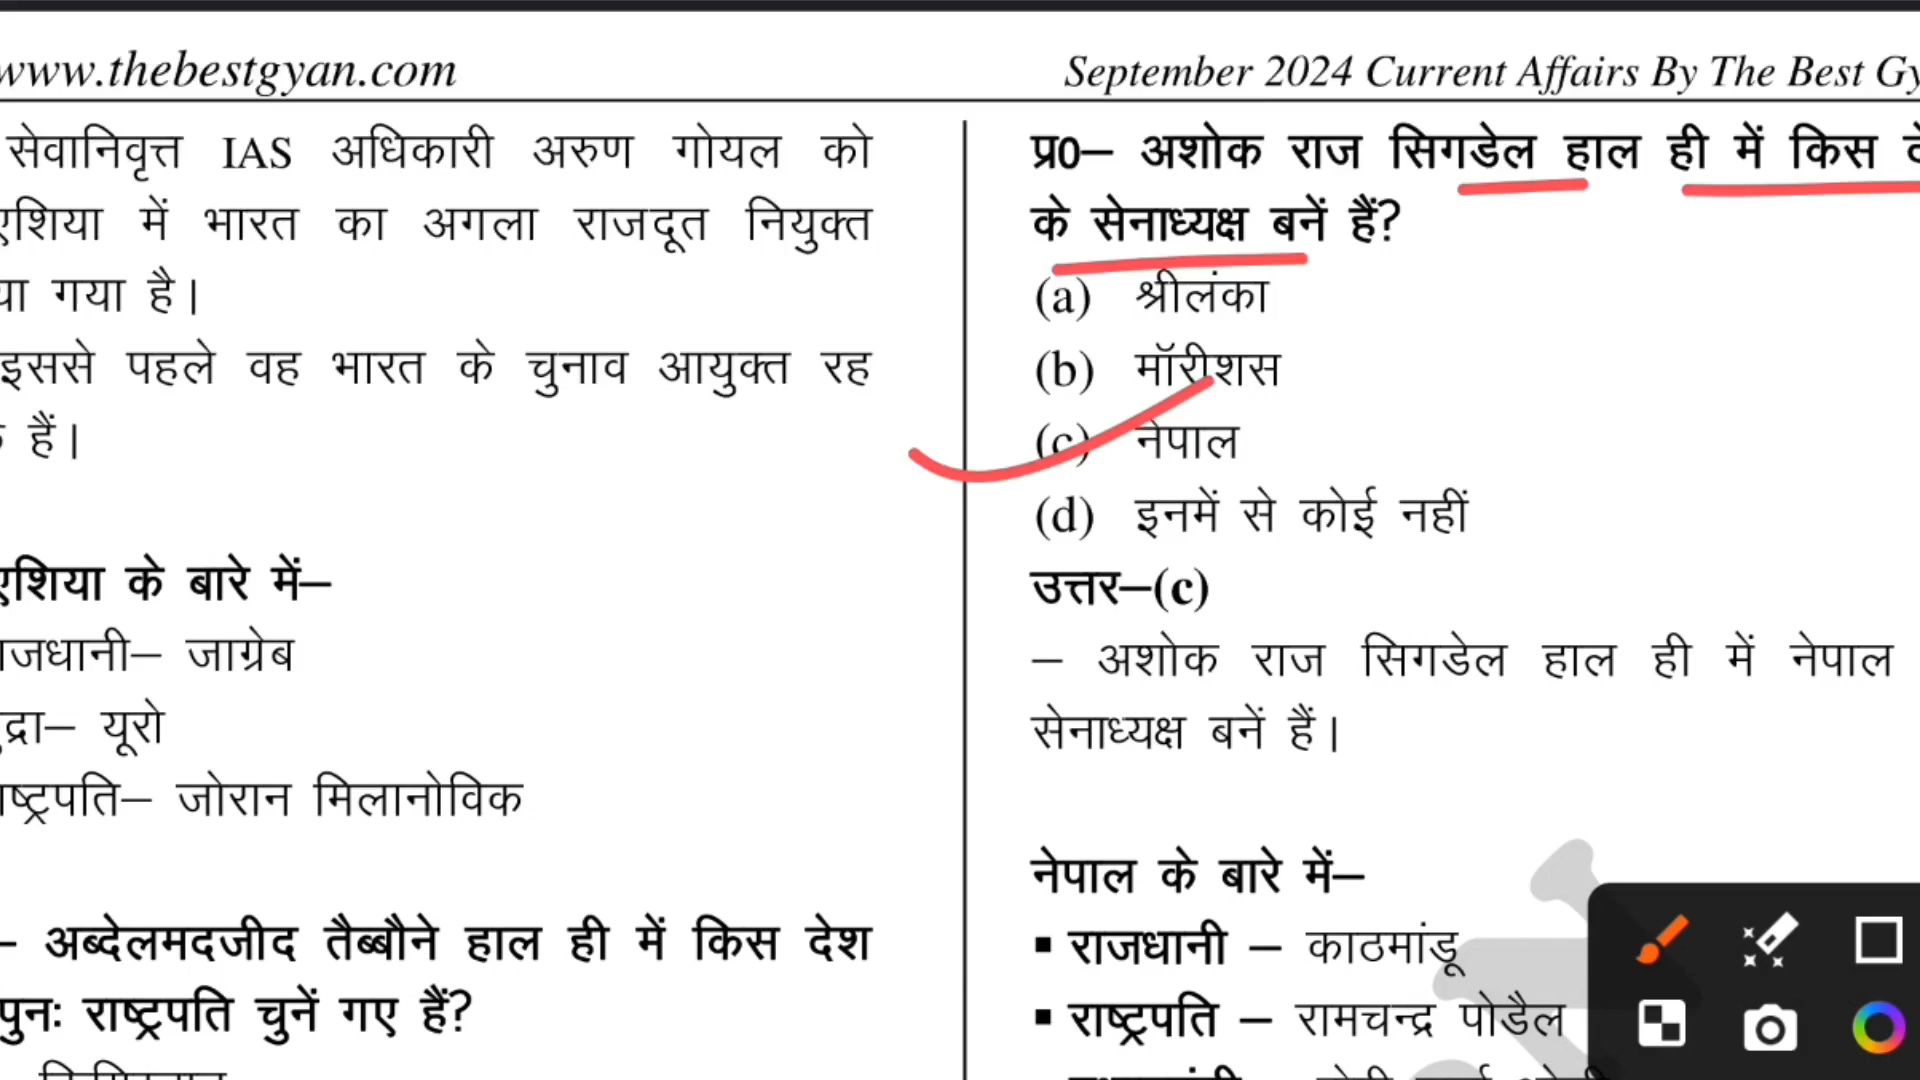 www.thebestgyan.com
September 2024 Current Affairs By The Best
सेवानिवृत्त IAS अधिकारी अरुण गोयल को
एशिया में भारत का अगला राजदूत नियुक्त
गया है।
इससे पहले वह भारत के चुनाव आयुक्त रह
हैं।
एशिया के बारे में–
जाग्रेब
यूरो
जोरान मिलानोविक
– अब्देलमदजीद तैब्बौने हाल ही में किस देश
पुनः राष्ट्रपति चुनें गए हैं?
प्र0– अशोक राज सिगडेल हाल ही में किस
के सेनाध्यक्ष बनें हैं?
(a) श्रीलंका
(b) मॉरीशस
(c) नेपाल
(d) इनमें से कोई नहीं
उत्तर–(c)
– अशोक राज सिगडेल हाल ही में नेपाल
सेनाध्यक्ष बनें हैं।
नेपाल के बारे में–
▪ राजधानी – काठमांडू
▪ राष्ट्रपति – रामचन्द्र पोडैल